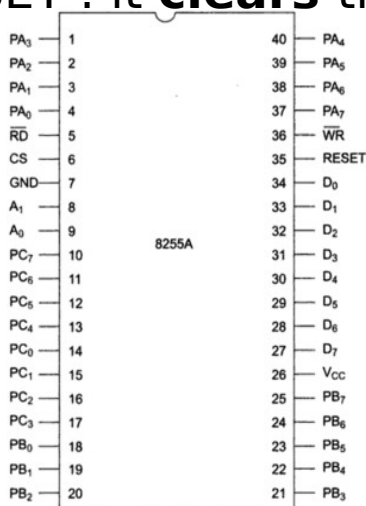 SET : It clears t
PA₃ 1 40 PA₄
PA₂ 2 39 PA₅
PA₁ 3 38 PA₆
PA₀ 4 37 PA₇
R̅D̅ 5 36 W̅R̅
CS 6 35 RESET
GND 7 34 D₀
A₁ 8 33 D₁
A₀ 9 32 D₂
8255A
PC₇ 10 31 D₃
PC₆ 11 30 D₄
PC₅ 12 29 D₅
PC₄ 13 28 D₆
PC₀ 14 27 D₇
PC₁ 15 26 Vcc
PC₂ 16 25 PB₇
PC₃ 17 24 PB₆
PB₀ 18 23 PB₅
PB₁ 19 22 PB₄
PB₂ 20 21 PB₃